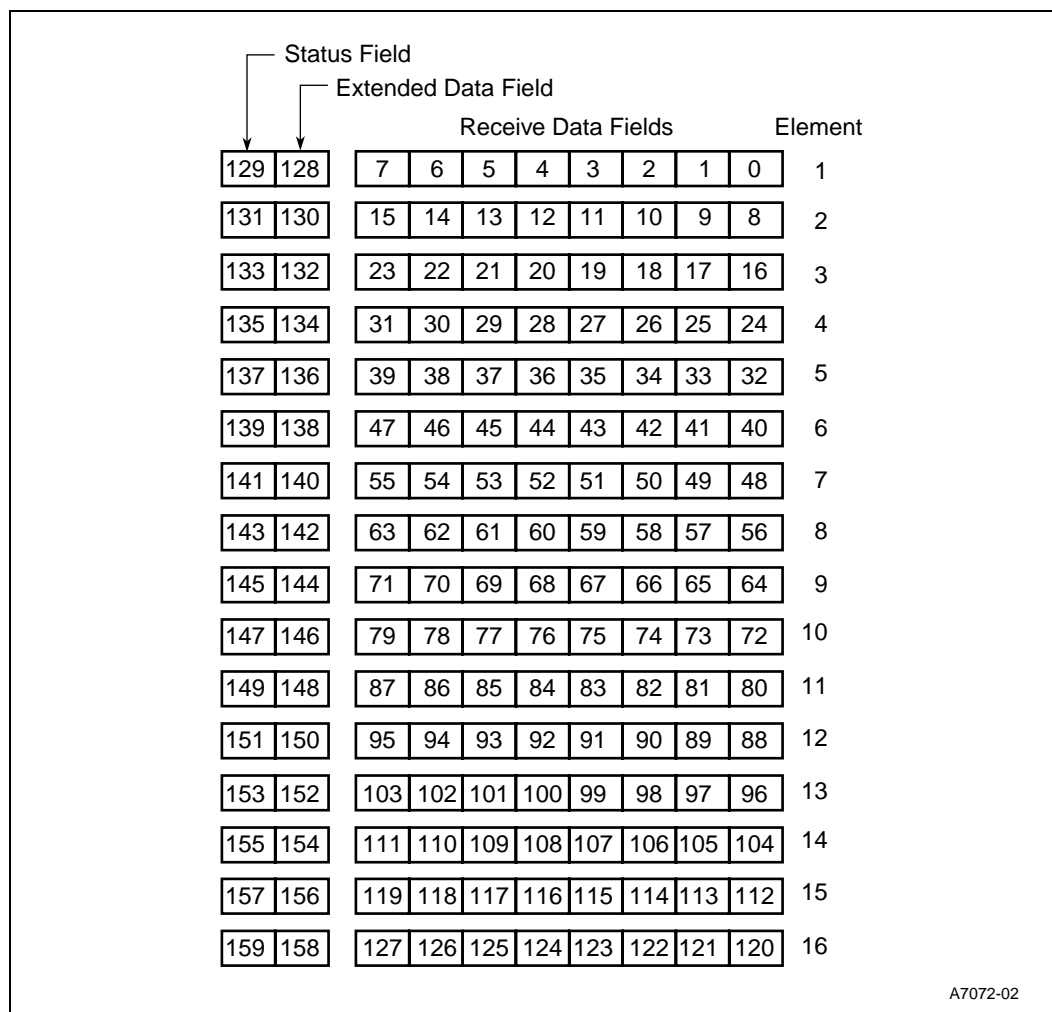 Status Field
Extended Data Field
Receive Data Fields Element
129 128 7 6 5 4 3 2 1 0 1
131 130 15 14 13 12 11 10 9 8 2
133 132 23 22 21 20 19 18 17 16 3
135 134 31 30 29 28 27 26 25 24 4
137 136 39 38 37 36 35 34 33 32 5
139 138 47 46 45 44 43 42 41 40 6
141 140 55 54 53 52 51 50 49 48 7
143 142 63 62 61 60 59 58 57 56 8
145 144 71 70 69 68 67 66 65 64 9
147 146 79 78 77 76 75 74 73 72 10
149 148 87 86 85 84 83 82 81 80 11
151 150 95 94 93 92 91 90 89 88 12
153 152 103 102 101 100 99 98 97 96 13
155 154 111 110 109 108 107 106 105 104 14
157 156 119 118 117 116 115 114 113 112 15
159 158 127 126 125 124 123 122 121 120 16
A7072-02